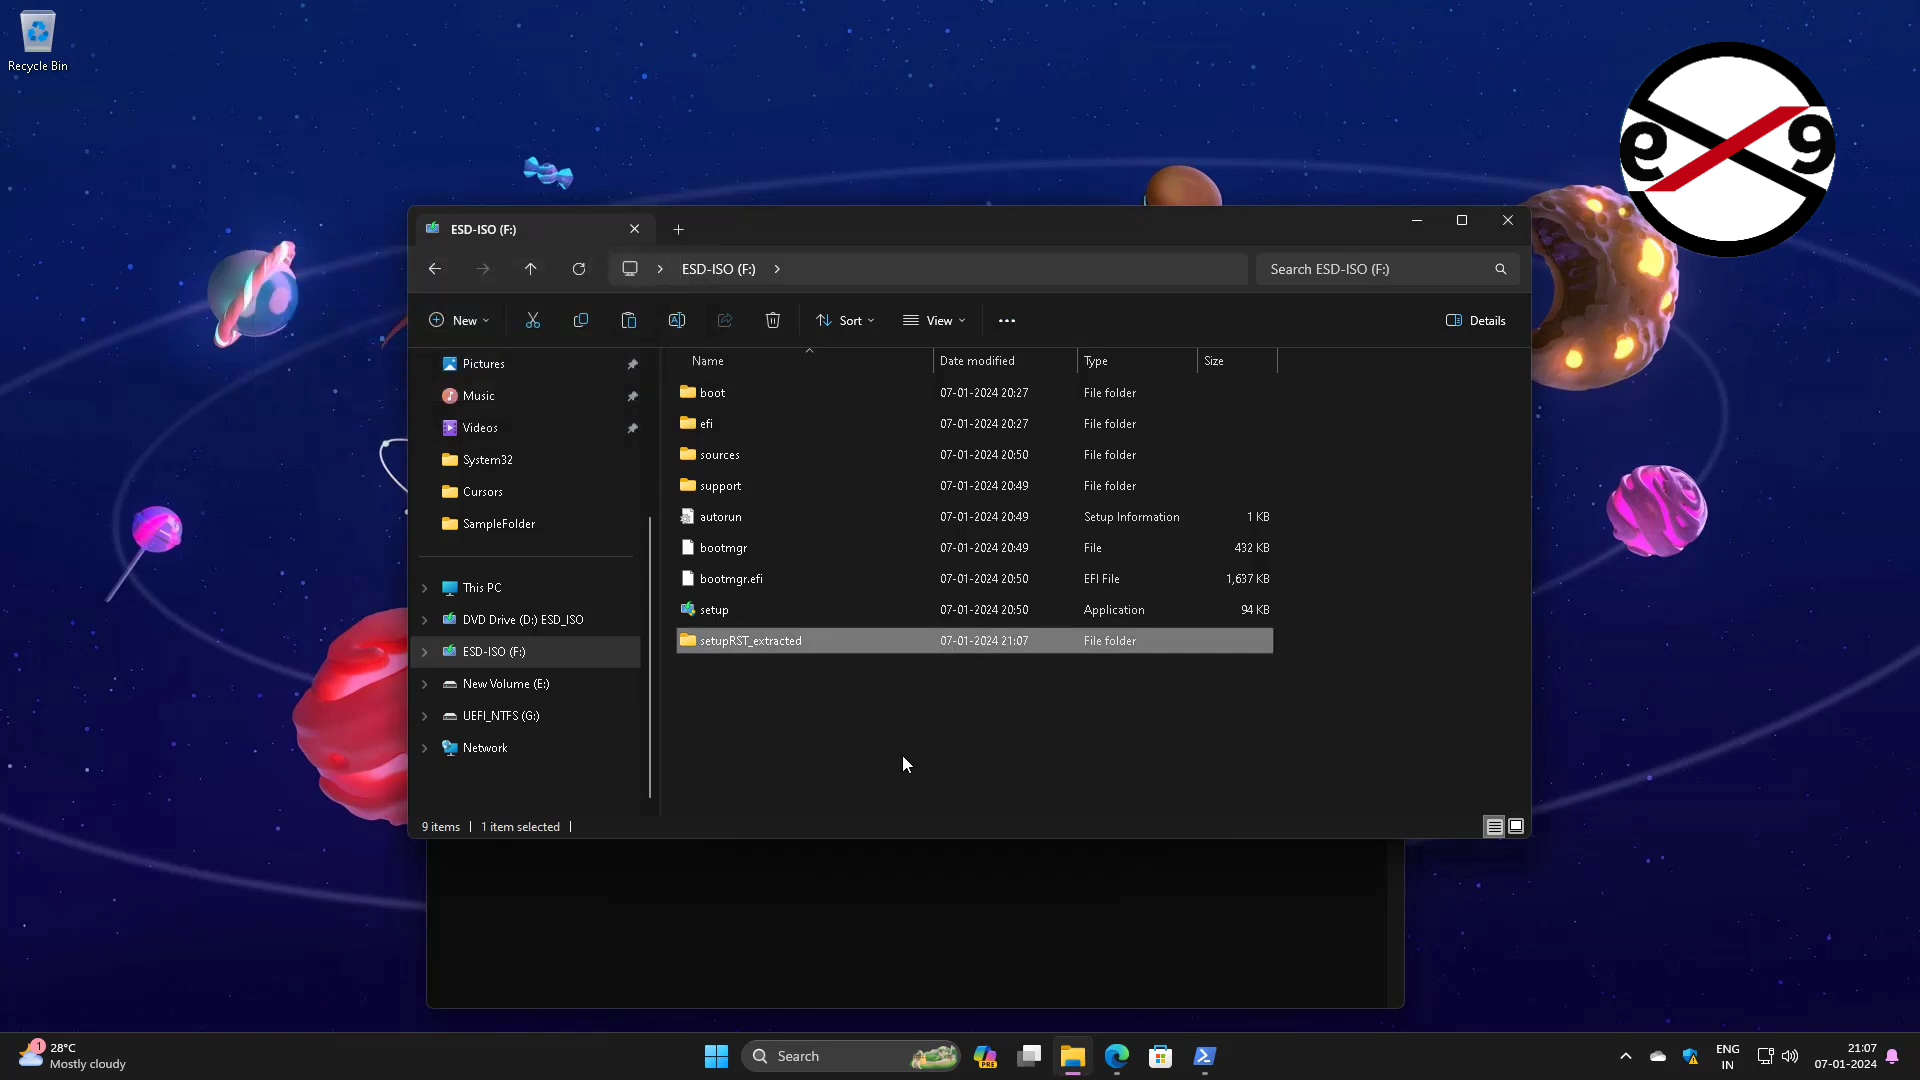 Recycle Bin
e 9
ESD-ISO (F:)
ESD-ISO (F:)
Search ESD-ISO (F:)
New
Sort
View
Details
Name Date modified Type Size
Pictures
Music
Videos
System32
Cursors
SampleFolder
This PC
DVD Drive (D:) ESD_ISO
ESD-ISO (F:)
New Volume (E:)
UEFI_NTFS (G:)
Network
boot 07-01-2024 20:27 File folder
efi 07-01-2024 20:27 File folder
sources 07-01-2024 20:50 File folder
support 07-01-2024 20:49 File folder
autorun 07-01-2024 20:49 Setup Information 1 KB
bootmgr 07-01-2024 20:49 File 432 KB
bootmgr.efi 07-01-2024 20:50 EFI File 1,637 KB
setup 07-01-2024 20:50 Application 94 KB
setupRST_extracted 07-01-2024 21:07 File folder
9 items 1 item selected
1
28°C
Mostly cloudy
Search
PRE
ENG
IN
21:07
07-01-2024